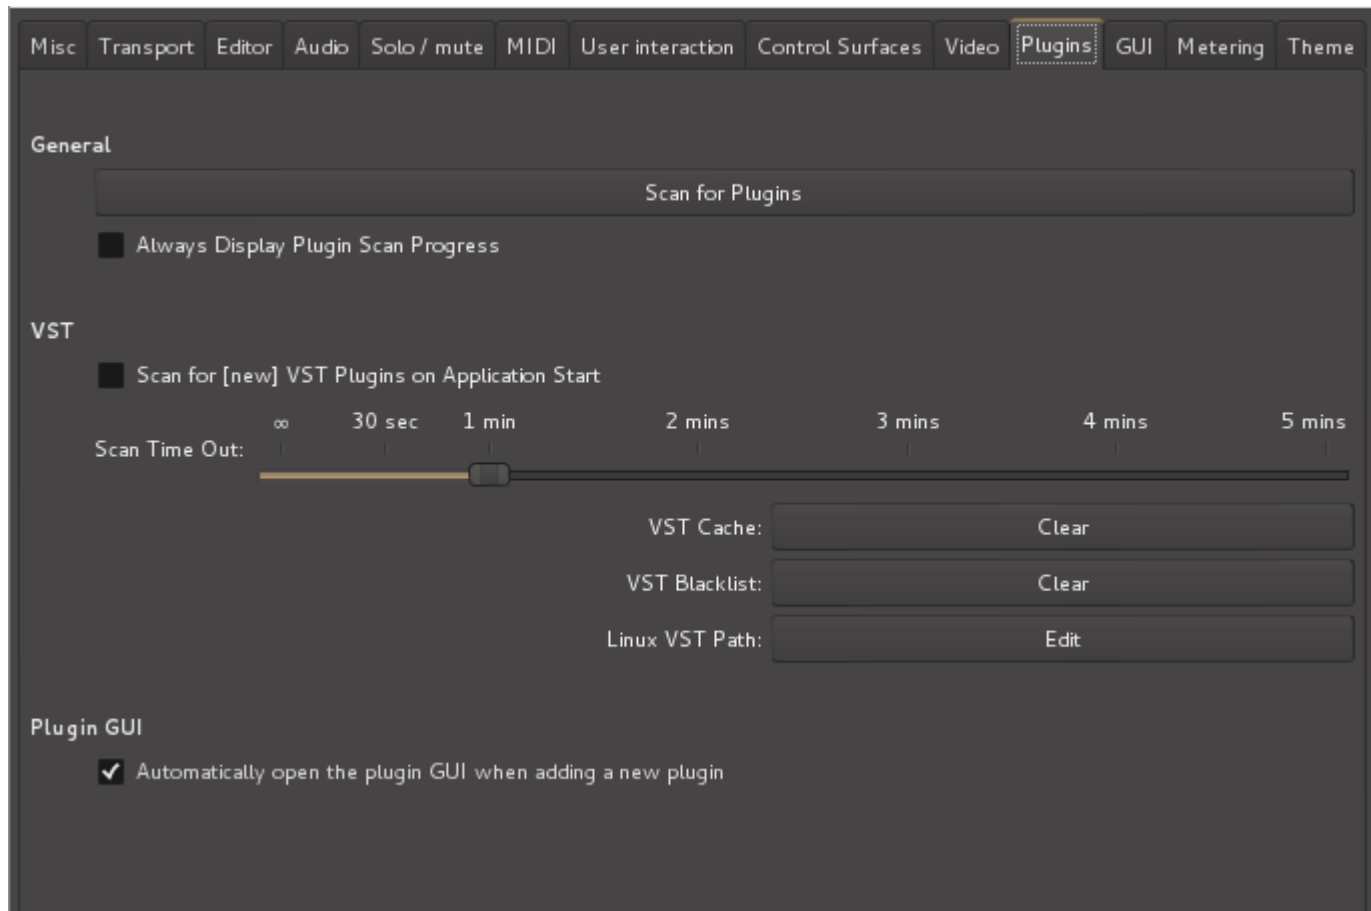 Misc Transport Editor Audio Solo / mute MIDI User interaction Control Surfaces Video Plugins GUI Metering Theme
General
Scan for Plugins
Always Display Plugin Scan Progress
VST
Scan for [new] VST Plugins on Application Start
∞ 30 sec 1 min 2 mins 3 mins 4 mins 5 mins
Scan Time Out:
VST Cache: Clear
VST Blacklist: Clear
Linux VST Path: Edit
Plugin GUI
Automatically open the plugin GUI when adding a new plugin